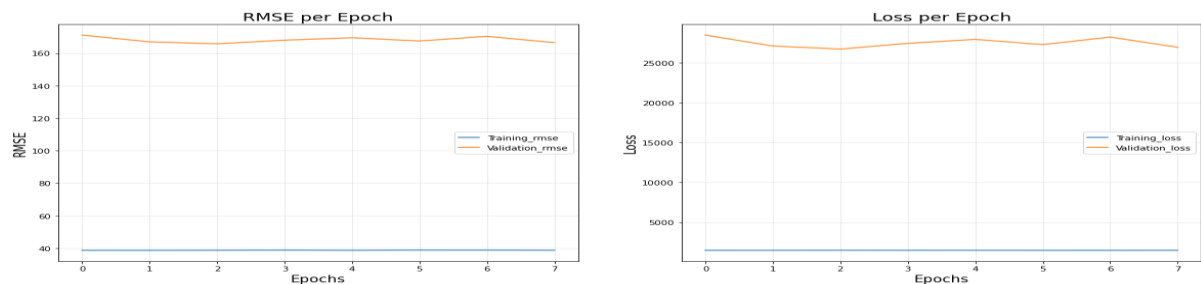 RMSE per Epoch
160
140
120
100
80
60
40
RMSE
Training_rmse
Validation_rmse
0 1 2 3 4 5 6 7
Epochs
Loss per Epoch
25000
20000
15000
10000
5000
Loss
Training_loss
Validation_loss
0 1 2 3 4 5 6 7
Epochs